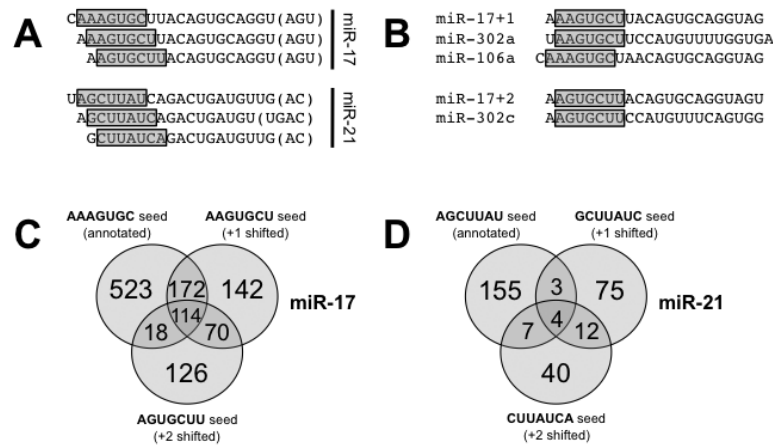 A
CAAAGUGCUUACAGUGCAGGU(AGU)
AAAGUGCUUACAGUGCAGGU(AGU)
AAGUGCUUACAGUGCAGGU(AGU)
miR-17
UAGCUUAUCAGACUGAUGUUG(AC)
AGCUUAUCAGACUGAUGU(UGAC)
GCUUAUCAGACUGAUGUUG(AC)
miR-21
B
miR-17+1 AAAGUGCUUACAGUGCAGGUAG
miR-302a UAAGUGCUUCCAUGUUUUGGUGA
miR-106a CAAAGUGCUAACAGUGCAGGUAG
miR-17+2 AAGUGCUUACAGUGCAGGUAGU
miR-302c AAGUGCUUCCAUGUUUCAGUGG
C
AAAGUGC seed
(annotated)
AAGUGCU seed
(+1 shifted)
523 172 142
miR-17
114
18 70
126
AGUGCUU seed
(+2 shifted)
D
AGCUUAU seed
(annotated)
GCUUAUC seed
(+1 shifted)
155 3 75
miR-21
4
7 12
40
CUUAUCA seed
(+2 shifted)